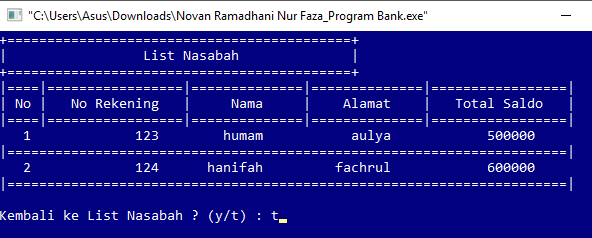 "C:\Users\Asus\Downloads\Novan Ramadhani Nur Faza_Program Bank.exe"
+===========================================+
|                 List Nasabah              |
+===========================================+
|====|=================|==============|==============|=================|
| No |   No Rekening   |     Nama     |    Alamat    |   Total Saldo   |
|====|=================|==============|==============|=================|
   1             123        humam           aulya            500000
|======================================================================|
   2             124      hanifah         fachrul            600000
|======================================================================|
Kembali ke List Nasabah ? (y/t) : t